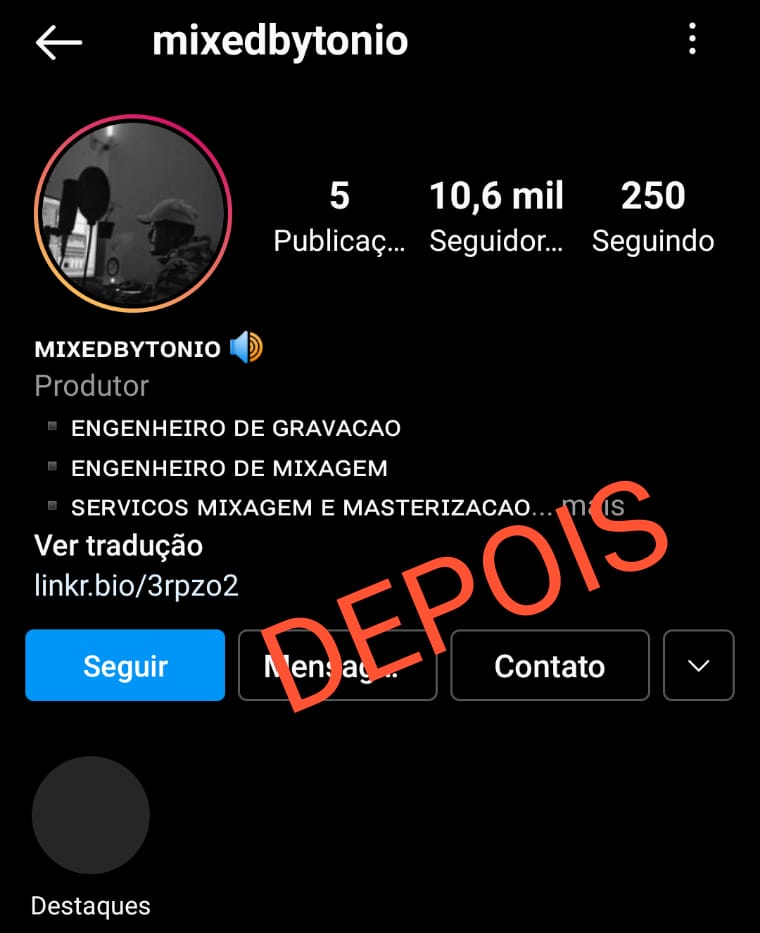 mixedbytonio
5 10,6 mil 250
Publicaç... Seguidor... Seguindo
MIXEDBYTONIO 🔊
Produtor
▪️ ENGENHEIRO DE GRAVACAO
▪️ ENGENHEIRO DE MIXAGEM
▪️ SERVICOS MIXAGEM E MASTERIZACAO... mais
Ver tradução
linkr.bio/3rpzo2
DEPOIS
Seguir Mensag... Contato
Destaques